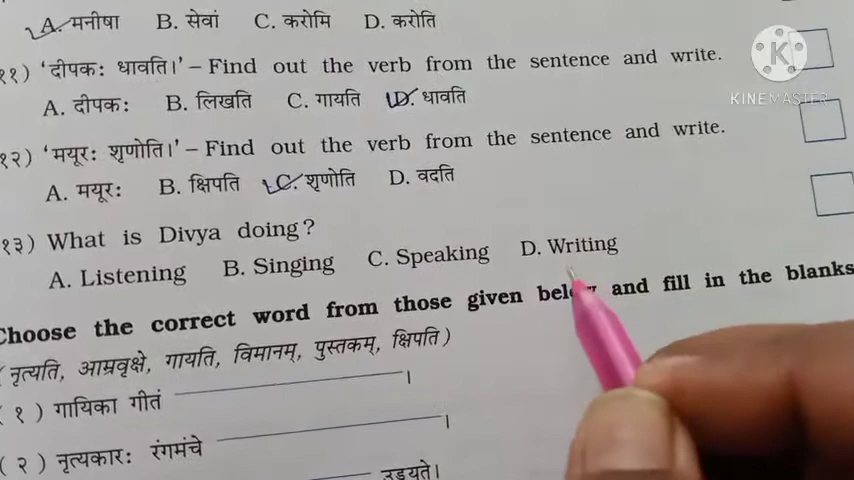 A. मनीषा B. सेवां C. करोमि D. करोति
११) 'दीपकः धावति।' – Find out the verb from the sentence and write.
A. दीपकः B. लिखति C. गायति D. धावति
१२) 'मयूरः शृणोति।' – Find out the verb from the sentence and write.
A. मयूरः B. क्षिपति C. शृणोति D. वदति
१३) What is Divya doing?
A. Listening B. Singing C. Speaking D. Writing
Choose the correct word from those given below and fill in the blanks
( नृत्यति, आम्रवृक्षे, गायति, विमानम्, पुस्तकम्, क्षिपति )
( १ ) गायिका गीतं ।
( २ ) नृत्यकारः रंगमंचे ।
उड्यते।
KINEMASTER